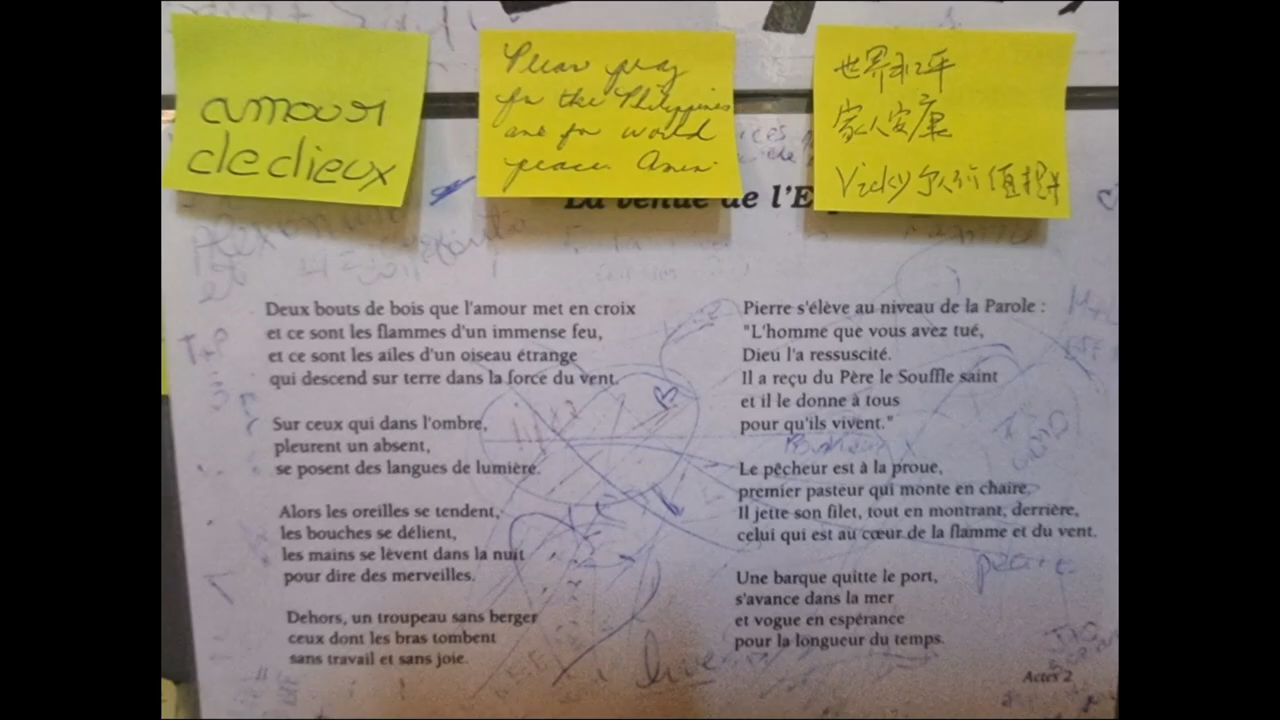 amour
de dieux
Please pray
for the Philippines
and for world
peace. Amen
世界和平
家人安康
Vicky
La venue de l'E
Deux bouts de bois que l'amour met en croix
et ce sont les flammes d'un immense feu,
et ce sont les ailes d'un oiseau étrange
qui descend sur terre dans la force du vent.
Sur ceux qui dans l'ombre,
pleurent un absent,
se posent des langues de lumière.
Alors les oreilles se tendent,
les bouches se délient,
les mains se lèvent dans la nuit
pour dire des merveilles.
Dehors, un troupeau sans berger
ceux dont les bras tombent
sans travail et sans joie.
Pierre s'élève au niveau de la Parole :
"L'homme que vous avez tué,
Dieu l'a ressuscité.
Il a reçu du Père le Souffle saint
et il le donne à tous
pour qu'ils vivent."
Le pêcheur est à la proue,
premier pasteur qui monte en chaire.
Il jette son filet, tout en montrant, derrière,
celui qui est au cœur de la flamme et du vent.
Une barque quitte le port,
s'avance dans la mer
et vogue en espérance
pour la longueur du temps.
live
Actes 2